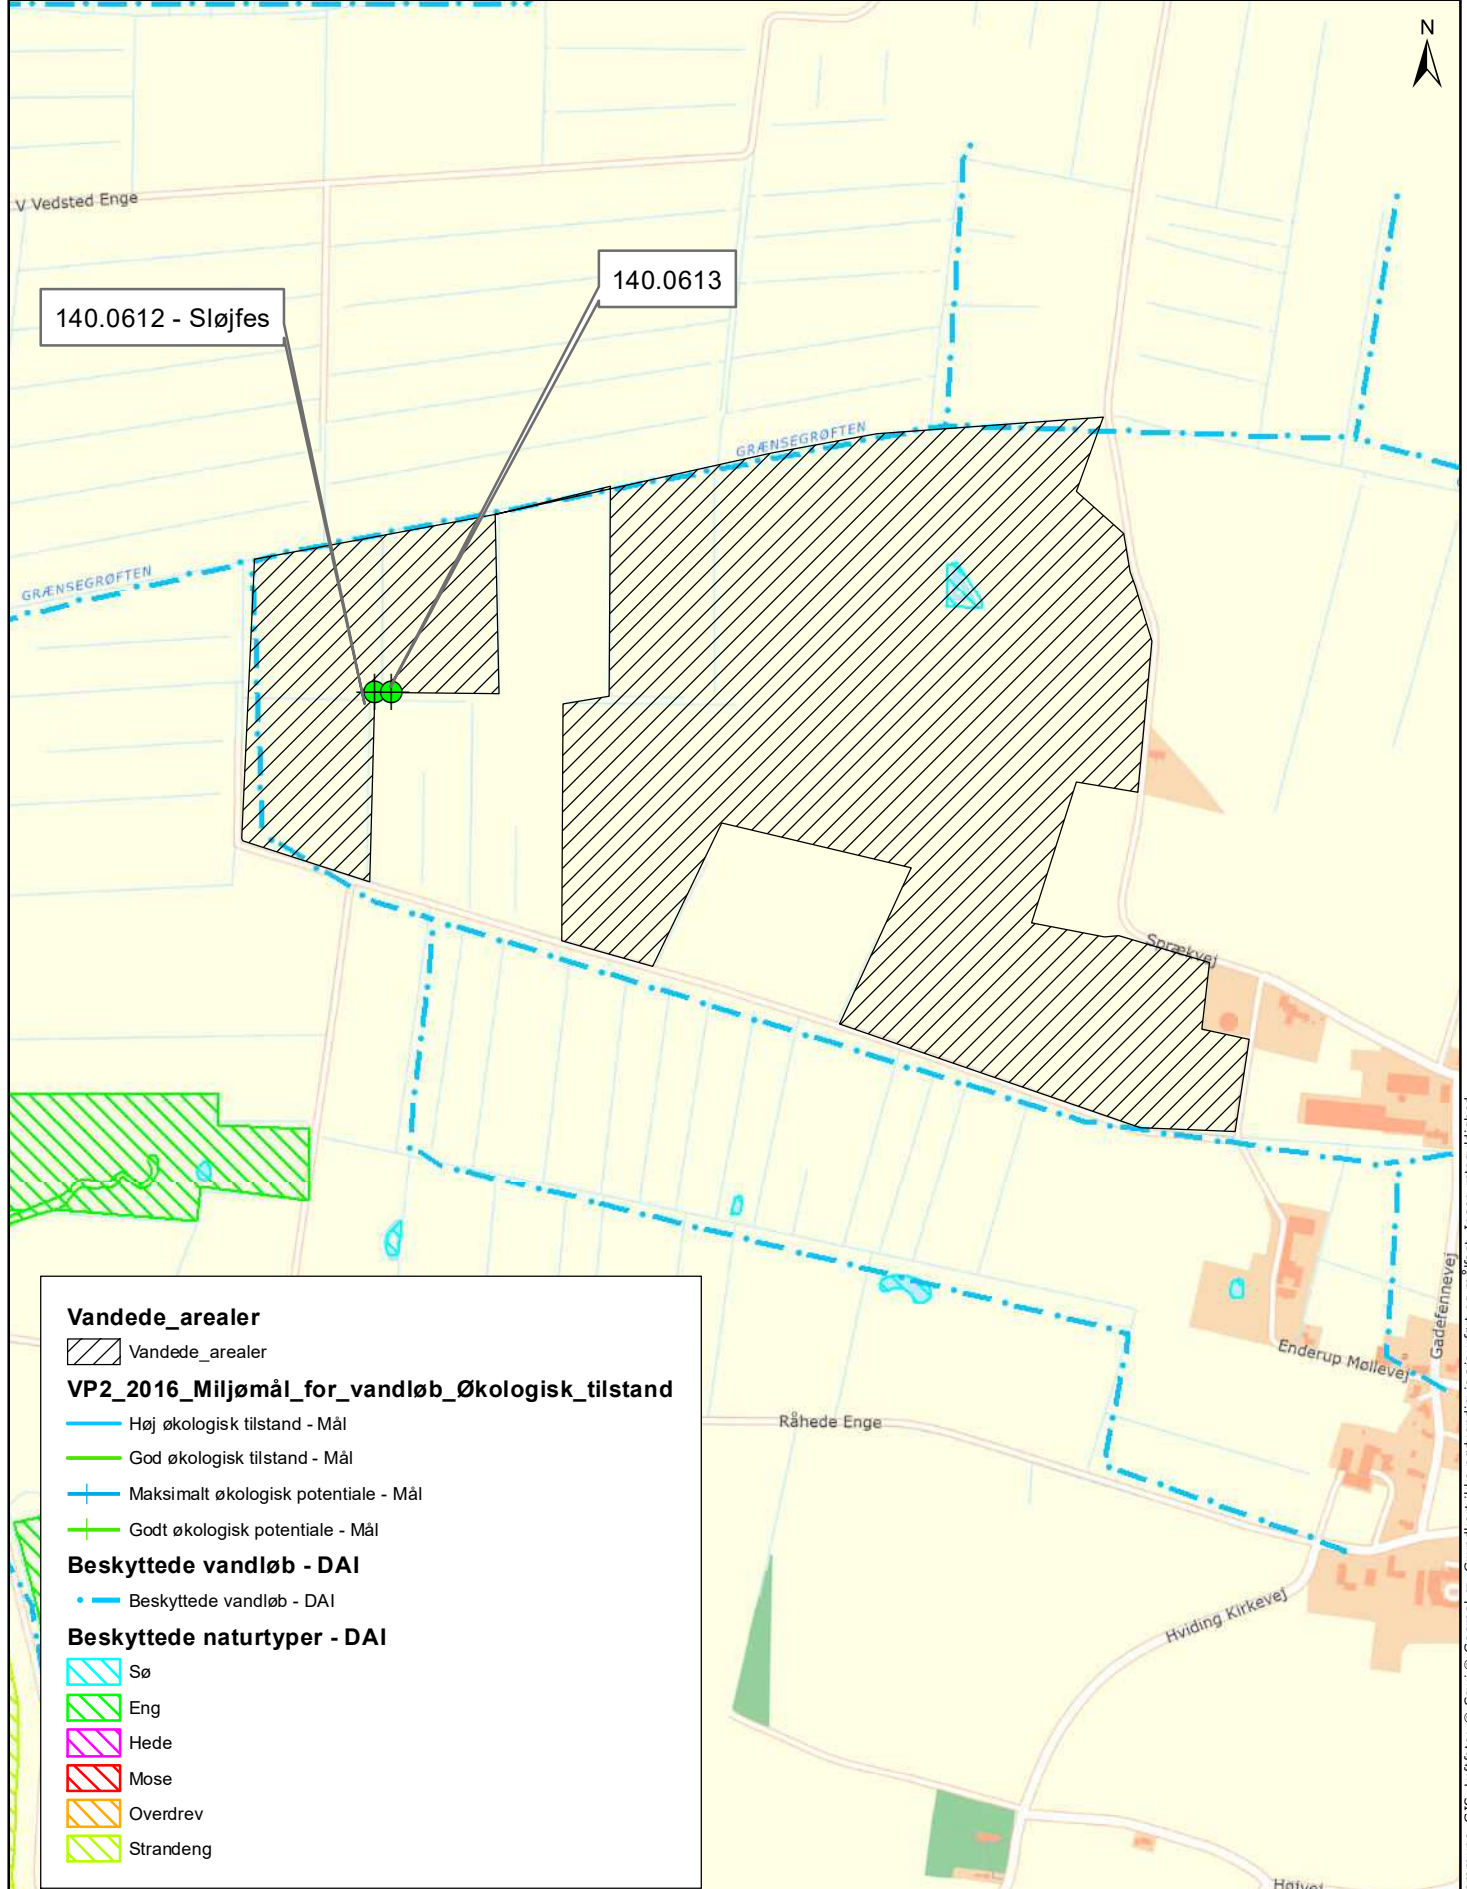 N
V Vedsted Enge
140.0613
140.0612 - Sløjfes
GRÆNSEGRØFTEN
GRÆNSEGRØFTEN
Sprækvej
Gadefennevej
Enderup Møllevej
Råhede Enge
Hviding Kirkevej
Højvej
Vandede_arealer
Vandede_arealer
VP2_2016_Miljømål_for_vandløb_Økologisk_tilstand
Høj økologisk tilstand - Mål
God økologisk tilstand - Mål
Maksimalt økologisk potentiale - Mål
Godt økologisk potentiale - Mål
Beskyttede vandløb - DAI
Beskyttede vandløb - DAI
Beskyttede naturtyper - DAI
Sø
Eng
Hede
Mose
Overdrev
Strandeng